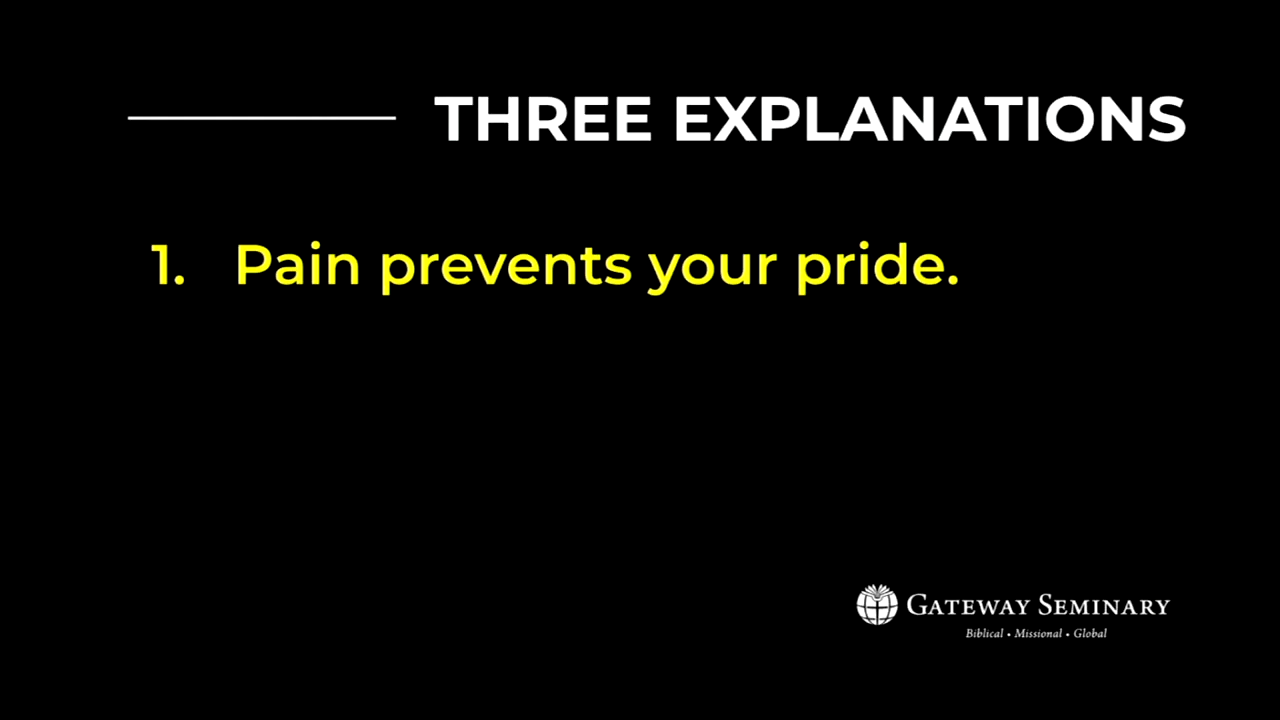 THREE EXPLANATIONS
1. Pain prevents your pride.
GATEWAY SEMINARY
Biblical • Missional • Global